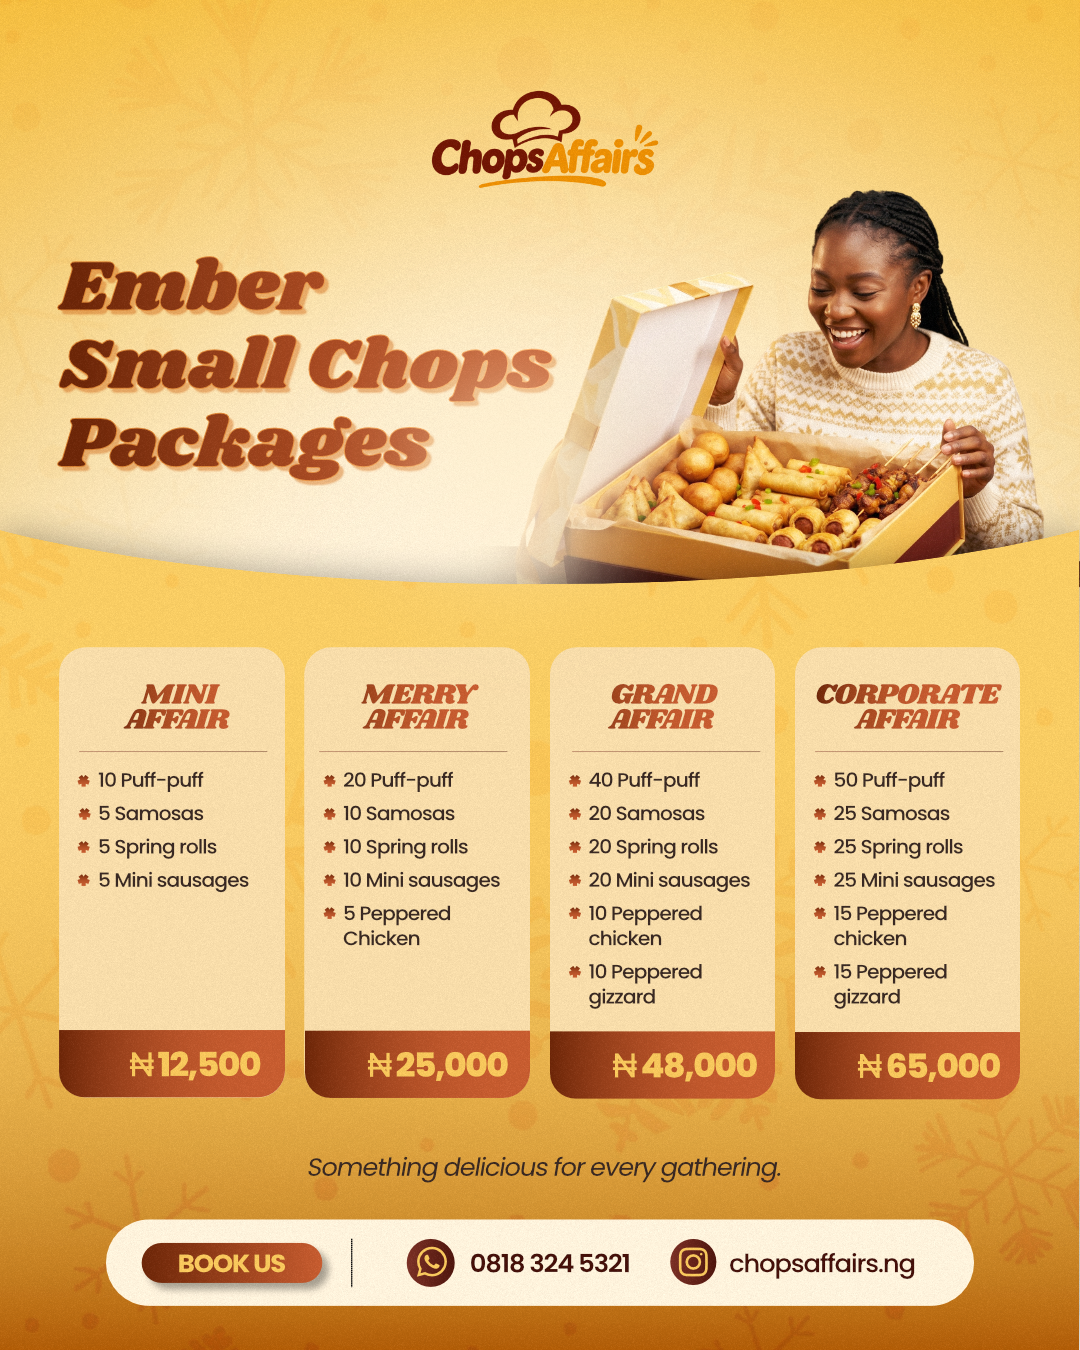 ChopsAffairs
Ember
Small Chops
Packages
MINI
AFFAIR
10 Puff-puff
5 Samosas
5 Spring rolls
5 Mini sausages
₦12,500
MERRY
AFFAIR
20 Puff-puff
10 Samosas
10 Spring rolls
10 Mini sausages
5 Peppered
Chicken
₦25,000
GRAND
AFFAIR
40 Puff-puff
20 Samosas
20 Spring rolls
20 Mini sausages
10 Peppered
chicken
10 Peppered
gizzard
₦48,000
CORPORATE
AFFAIR
50 Puff-puff
25 Samosas
25 Spring rolls
25 Mini sausages
15 Peppered
chicken
15 Peppered
gizzard
₦65,000
Something delicious for every gathering.
BOOK US
0818 324 5321
chopsaffairs.ng